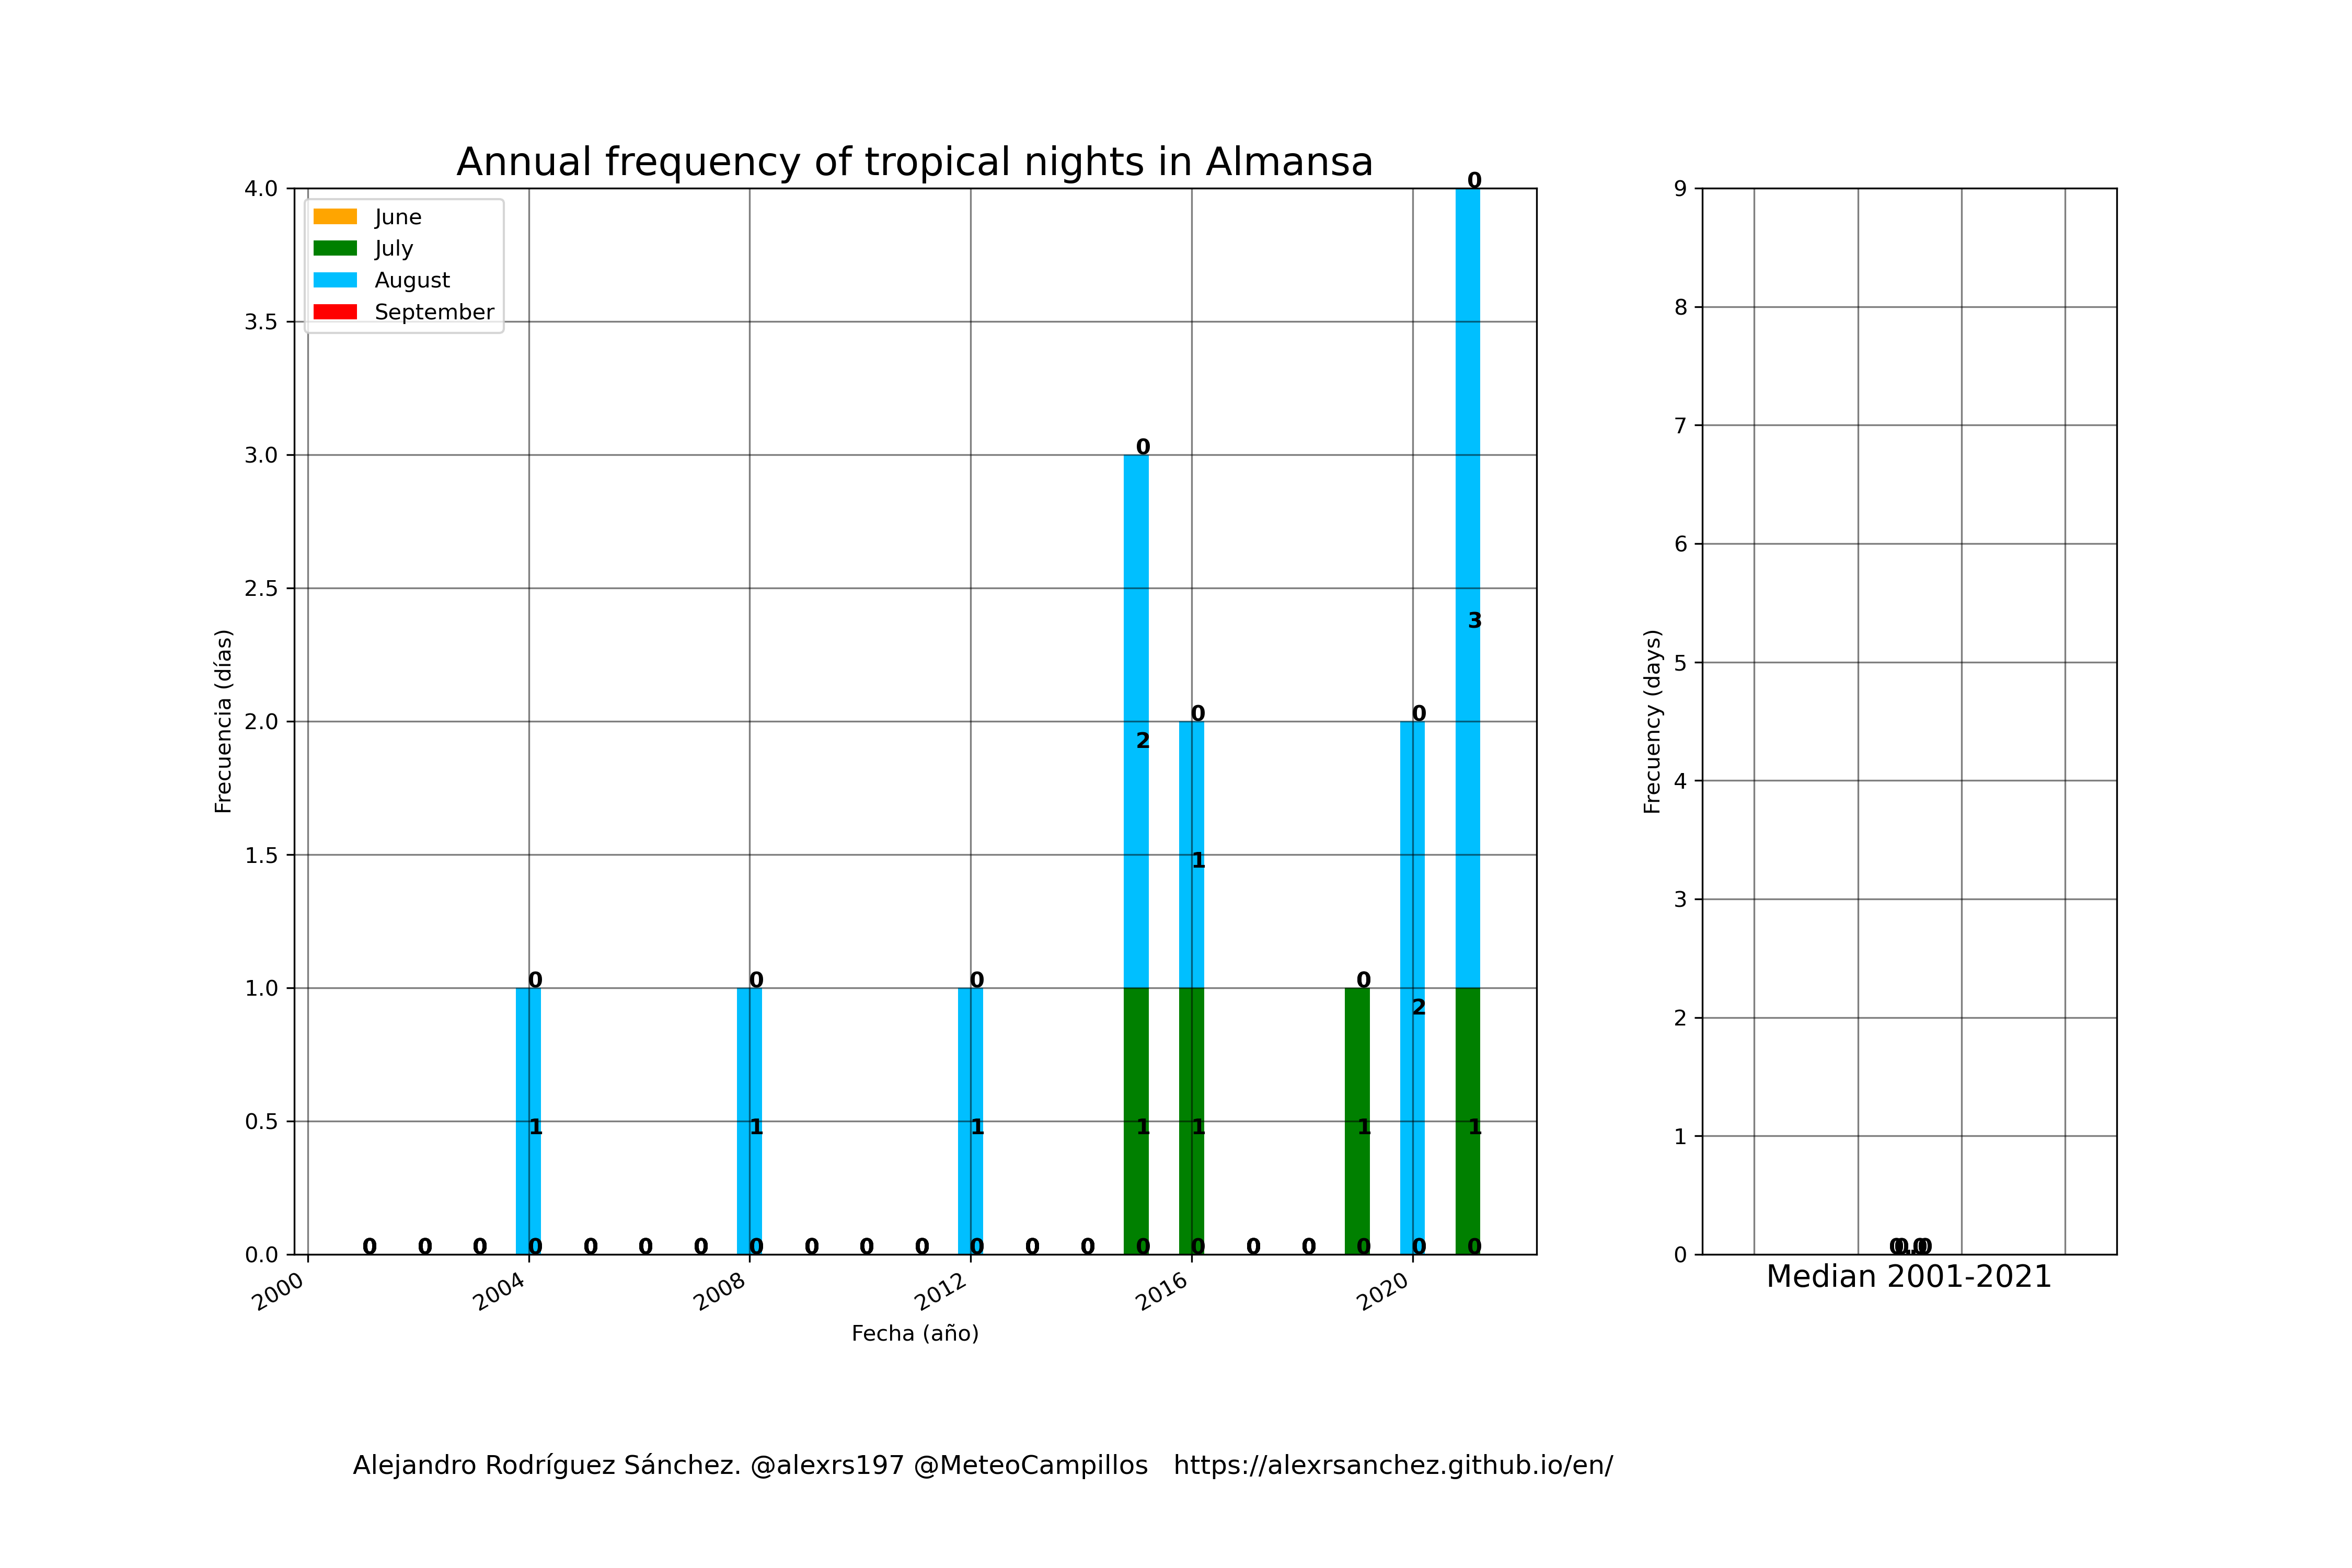 Annual frequency of tropical nights in Almansa
June
July
August
September
4.0
3.5
3.0
2.5
2.0
1.5
1.0
0.5
0.0
Frecuencia (días)
0
0 3
0 2 0 0
1
0 0 0 0 2
1 1 1 1 1 1 1
0 0 0 0 0 0 0 0 0 0 0 0 0 0 0 0 0 0 0 0 0
2000 2004 2008 2012 2016 2020
Fecha (año)
9
8
7
6
5
4
3
2
1
0
Frecuency (days)
Median 2001-2021
Alejandro Rodríguez Sánchez. @alexrs197 @MeteoCampillos https://alexrsanchez.github.io/en/